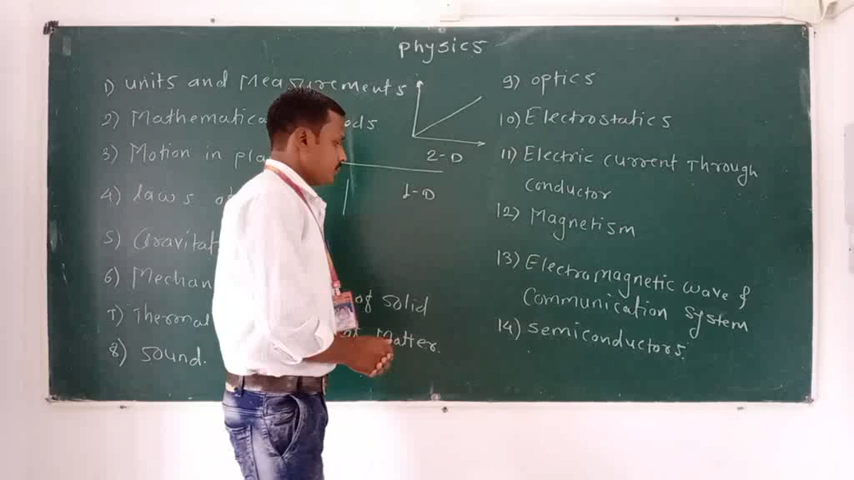 physics
1) units and Measurements
2) Mathematica ods
3) Motion in pla
4) laws
5) Gravitat
6) Mechan of solid
7) Thermal of Matter.
8) sound.
2-D
1-D
9) optics
10) Electrostatics
11) Electric current Through
conductor
12) Magnetism
13) Electromagnetic wave &
Communication system
14) semiconductors.